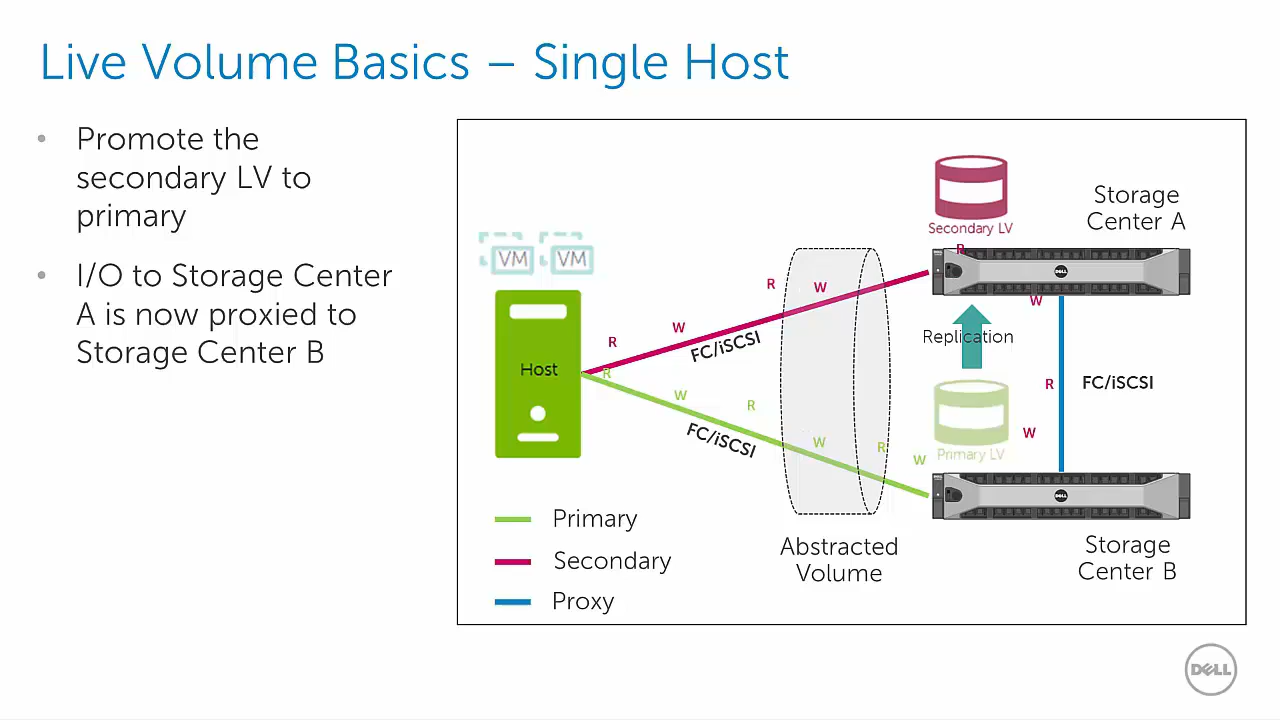 Live Volume Basics – Single Host
• Promote the
secondary LV to
primary
• I/O to Storage Center
A is now proxied to
Storage Center B
VM VM
Host
R
W
R
W
FC/iSCSI
R
W
R
W
R
W
FC/iSCSI
Secondary LV
R
Storage
Center A
W
Replication
R
FC/iSCSI
W
Primary LV
Storage
Center B
Abstracted
Volume
Primary
Secondary
Proxy
DELL
DELL
DELL